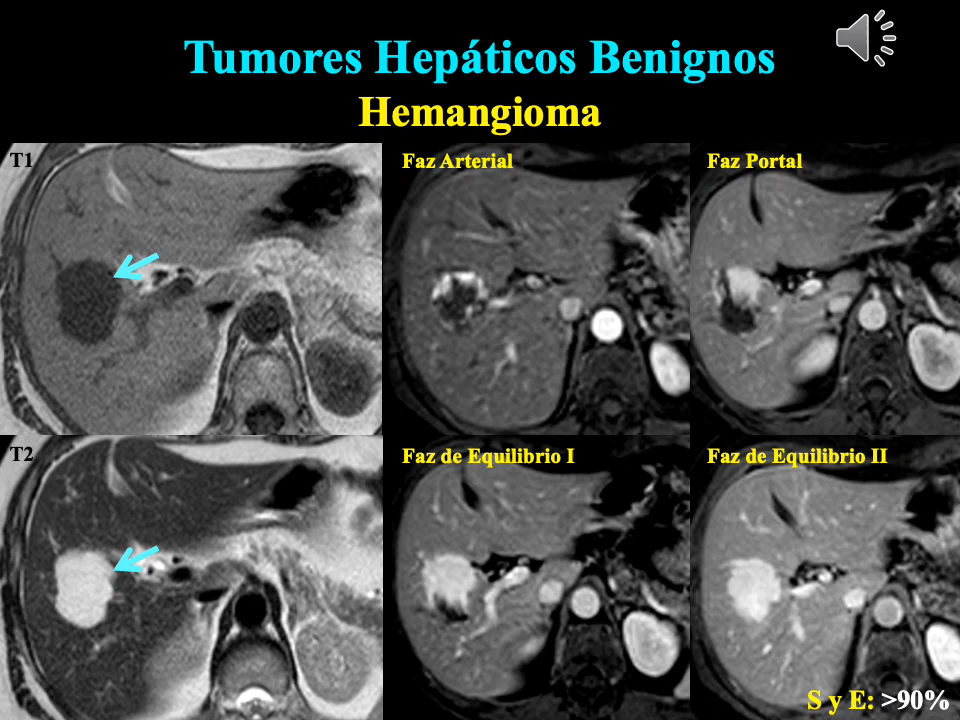 Tumores Hepáticos Benignos
Hemangioma
T1
Faz Arterial
Faz Portal
T2
Faz de Equilibrio I
Faz de Equilibrio II
S y E: >90%